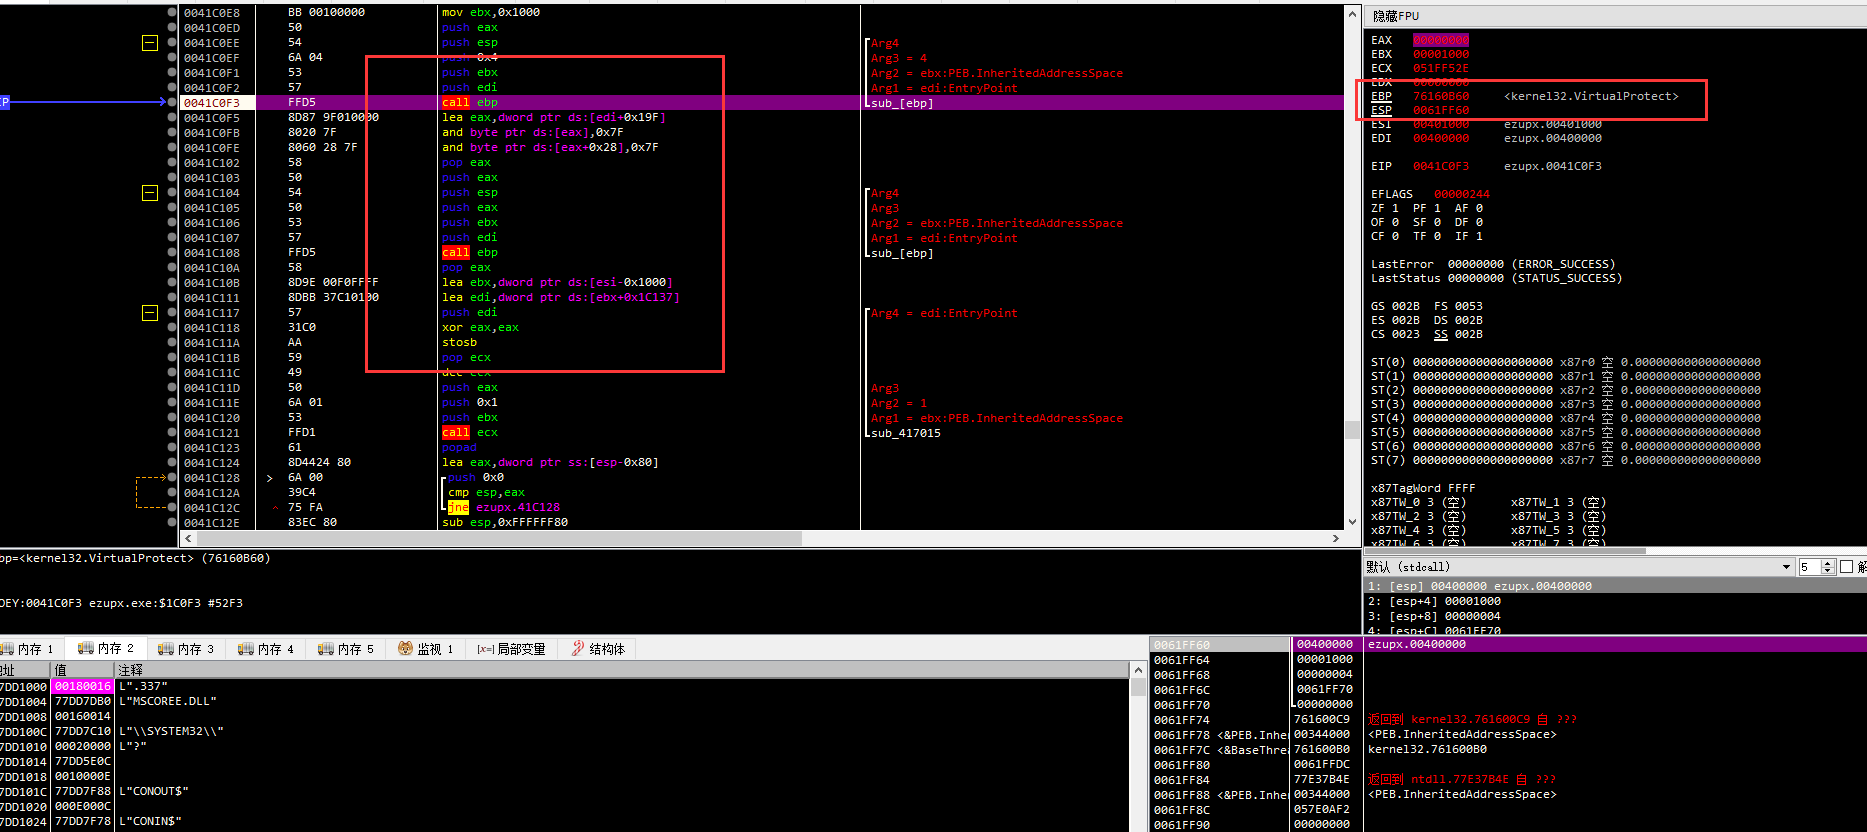 0041C0E8 BB 00100000 mov ebx,0x1000
0041C0ED 50 push eax
0041C0EE 54 push esp Arg4
0041C0EF 6A 04 push 0x4 Arg3 = 4
0041C0F1 53 push ebx Arg2 = ebx:PEB.InheritedAddressSpace
0041C0F2 57 push edi Arg1 = edi:EntryPoint
0041C0F3 FFD5 call ebp sub_[ebp]
0041C0F5 8D87 9F010000 lea eax,dword ptr ds:[edi+0x19F]
0041C0FB 8020 7F and byte ptr ds:[eax],0x7F
0041C0FE 8060 28 7F and byte ptr ds:[eax+0x28],0x7F
0041C102 58 pop eax
0041C103 50 push eax
0041C104 54 push esp Arg4
0041C105 50 push eax Arg3
0041C106 53 push ebx Arg2 = ebx:PEB.InheritedAddressSpace
0041C107 57 push edi Arg1 = edi:EntryPoint
0041C108 FFD5 call ebp sub_[ebp]
0041C10A 58 pop eax
0041C10B 8D9E 00F0FFFF lea ebx,dword ptr ds:[esi-0x1000]
0041C111 8DBB 37C10100 lea edi,dword ptr ds:[ebx+0x1C137]
0041C117 57 push edi Arg4 = edi:EntryPoint
0041C118 31C0 xor eax,eax
0041C11A AA stosb
0041C11B 59 pop ecx
0041C11C 49 dec ecx
0041C11D 50 push eax Arg3
0041C11E 6A 01 push 0x1 Arg2 = 1
0041C120 53 push ebx Arg1 = ebx:PEB.InheritedAddressSpace
0041C121 FFD1 call ecx sub_417015
0041C123 61 popad
0041C124 8D4424 80 lea eax,dword ptr ss:[esp-0x80]
0041C128 > 6A 00 push 0x0
0041C12A 39C4 cmp esp,eax
0041C12C ^ 75 FA jne ezupx.41C128
0041C12E 83EC 80 sub esp,0xFFFFFF80
隐藏FPU
EAX 00000000
EBX 00001000
ECX 051FF52E
EDX 00000000
EBP 76160B60 <kernel32.VirtualProtect>
ESP 0061FF60
ESI 00401000 ezupx.00401000
EDI 00400000 ezupx.00400000
EIP 0041C0F3 ezupx.0041C0F3
EFLAGS 00000244
ZF 1 PF 1 AF 0
OF 0 SF 0 DF 0
CF 0 TF 0 IF 1
LastError 00000000 (ERROR_SUCCESS)
LastStatus 00000000 (STATUS_SUCCESS)
GS 002B FS 0053
ES 002B DS 002B
CS 0023 SS 002B
ST(0) 00000000000000000000 x87r0 空 0.000000000000000000
ST(1) 00000000000000000000 x87r1 空 0.000000000000000000
ST(2) 00000000000000000000 x87r2 空 0.000000000000000000
ST(3) 00000000000000000000 x87r3 空 0.000000000000000000
ST(4) 00000000000000000000 x87r4 空 0.000000000000000000
ST(5) 00000000000000000000 x87r5 空 0.000000000000000000
ST(6) 00000000000000000000 x87r6 空 0.000000000000000000
ST(7) 00000000000000000000 x87r7 空 0.000000000000000000
x87TagWord FFFF
x87TW_0 3 (空) x87TW_1 3 (空)
x87TW_2 3 (空) x87TW_3 3 (空)
x87TW_4 3 (空) x87TW_5 3 (空)
x87TW_6 3 (空) x87TW_7 3 (空)
bp=<kernel32.VirtualProtect> (76160B60)
OEY:0041C0F3 ezupx.exe:$1C0F3 #52F3
默认 (stdcall) 5 解
1: [esp] 00400000 ezupx.00400000
2: [esp+4] 00001000
3: [esp+8] 00000004
4: [esp+C] 0061FF70
内存 1 内存 2 内存 3 内存 4 内存 5 监视 1 [x=] 局部变量 结构体
址 值 注释
7DD1000 00180016 L".337"
7DD1004 77DD7DB0 L"MSCOREE.DLL"
7DD1008 00160014
7DD100C 77DD7C10 L"\\SYSTEM32\\"
7DD1010 00020000 L"?"
7DD1014 77DD5E0C
7DD1018 0010000E
7DD101C 77DD7F88 L"CONOUT$"
7DD1020 000E000C
7DD1024 77DD7F78 L"CONIN$"
0061FF60 00400000 ezupx.00400000
0061FF64 00001000
0061FF68 00000004
0061FF6C 0061FF70
0061FF70 00000000
0061FF74 761600C9 返回到 kernel32.761600C9 自 ???
0061FF78 <&PEB.Inher 00344000 <PEB.InheritedAddressSpace>
0061FF7C <&BaseThre 761600B0 kernel32.761600B0
0061FF80 0061FFDC
0061FF84 77E37B4E 返回到 ntdll.77E37B4E 自 ???
0061FF88 <&PEB.Inher 00344000 <PEB.InheritedAddressSpace>
0061FF8C 057E0AF2
0061FF90 00000000